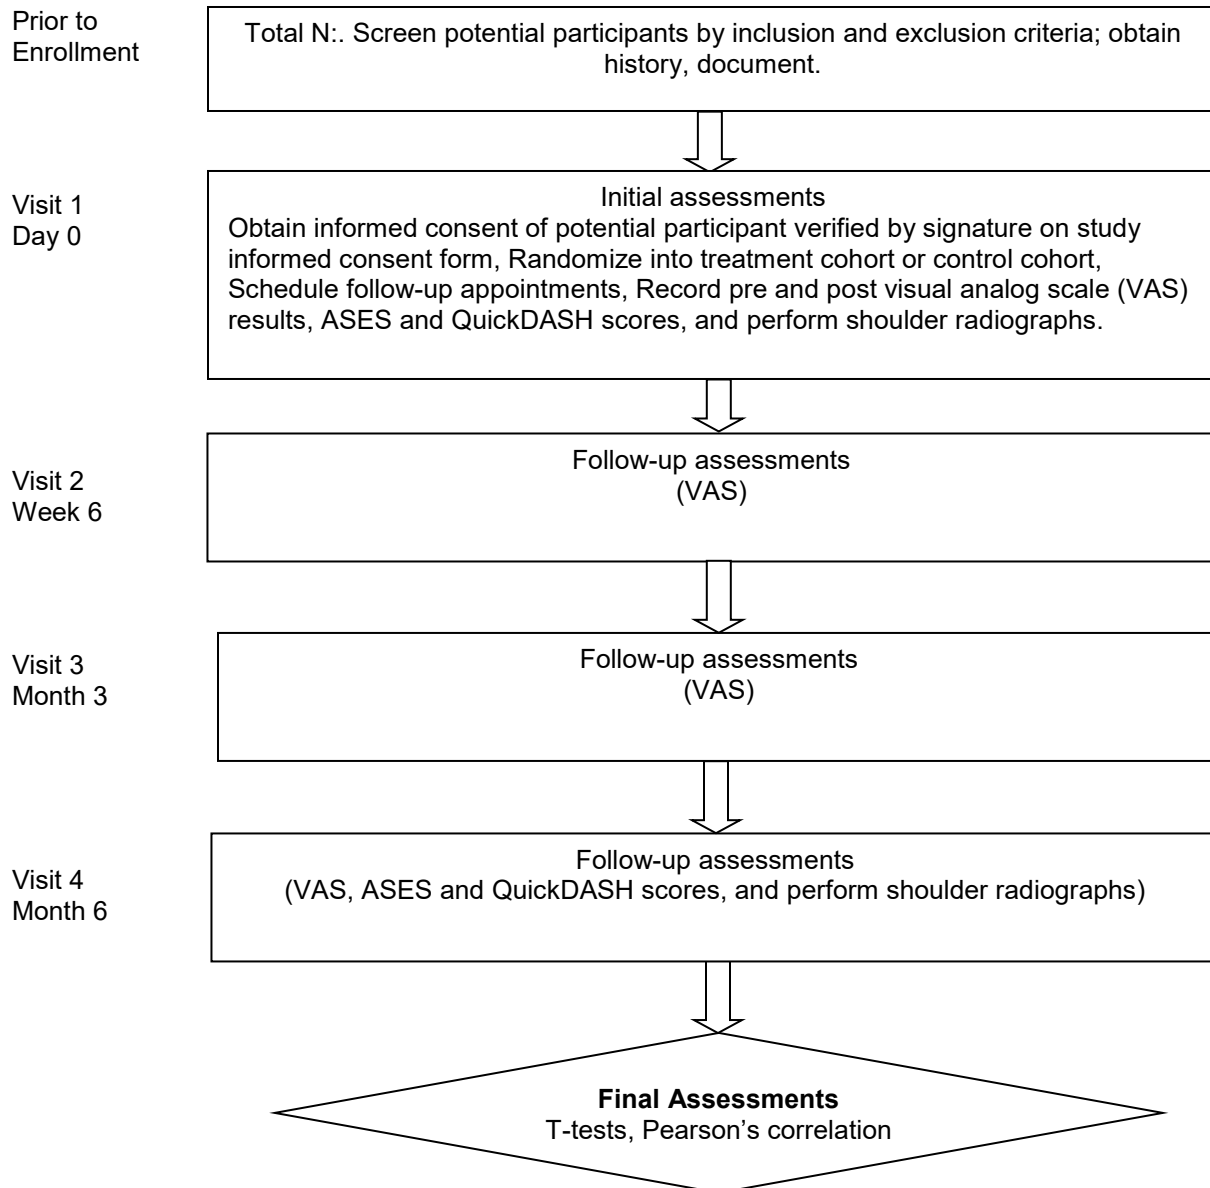 Prior to
Enrollment
Total N:. Screen potential participants by inclusion and exclusion criteria; obtain
history, document.
Visit 1
Day 0
Initial assessments
Obtain informed consent of potential participant verified by signature on study
informed consent form, Randomize into treatment cohort or control cohort,
Schedule follow-up appointments, Record pre and post visual analog scale (VAS)
results, ASES and QuickDASH scores, and perform shoulder radiographs.
Visit 2
Week 6
Follow-up assessments
(VAS)
Visit 3
Month 3
Follow-up assessments
(VAS)
Visit 4
Month 6
Follow-up assessments
(VAS, ASES and QuickDASH scores, and perform shoulder radiographs)
Final Assessments
T-tests, Pearson’s correlation